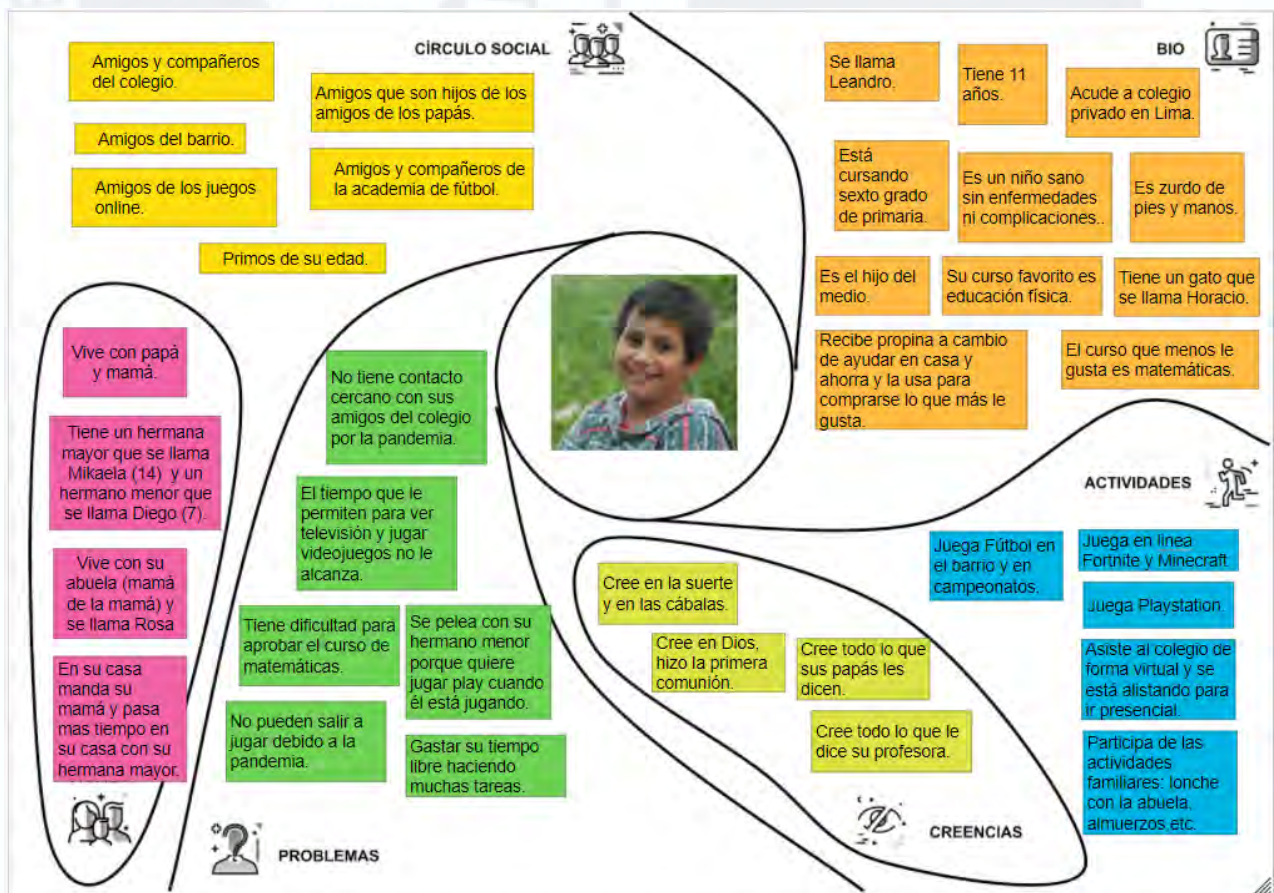 CÍRCULO SOCIAL
Amigos y compañeros
del colegio.
Amigos que son hijos de los
amigos de los papás.
Amigos del barrio.
Amigos y compañeros de
la academia de fútbol.
Amigos de los juegos
online.
Primos de su edad.
BIO
Se llama
Leandro.
Tiene 11
años.
Acude a colegio
privado en Lima.
Está
cursando
sexto grado
de primaria.
Es un niño sano
sin enfermedades
ni complicaciones..
Es zurdo de
pies y manos.
Es el hijo del
medio.
Su curso favorito es
educación física.
Tiene un gato que
se llama Horacio.
Recibe propina a cambio
de ayudar en casa y
ahorra y la usa para
comprarse lo que más le
gusta.
El curso que menos le
gusta es matemáticas.
Vive con papá
y mamá.
Tiene un hermana
mayor que se llama
Mikaela (14) y un
hermano menor que
se llama Diego (7).
Vive con su
abuela (mamá
de la mamá) y
se llama Rosa
En su casa
manda su
mamá y pasa
mas tiempo en
su casa con su
hermana mayor.
No tiene contacto
cercano con sus
amigos del colegio
por la pandemia.
El tiempo que le
permiten para ver
televisión y jugar
videojuegos no le
alcanza.
Tiene dificultad para
aprobar el curso de
matemáticas.
Se pelea con su
hermano menor
porque quiere
jugar play cuando
él está jugando.
No pueden salir a
jugar debido a la
pandemia.
Gastar su tiempo
libre haciendo
muchas tareas.
PROBLEMAS
Cree en la suerte
y en las cábalas.
Cree en Dios,
hizo la primera
comunión.
Cree todo lo que
sus papás les
dicen.
Cree todo lo que le
dice su profesora.
CREENCIAS
ACTIVIDADES
Juega Fútbol en
el barrio y en
campeonatos.
Juega en línea
Fortnite y Minecraft
Juega Playstation.
Asiste al colegio de
forma virtual y se
está alistando para
ir presencial.
Participa de las
actividades
familiares: lonche
con la abuela,
almuerzos,etc.